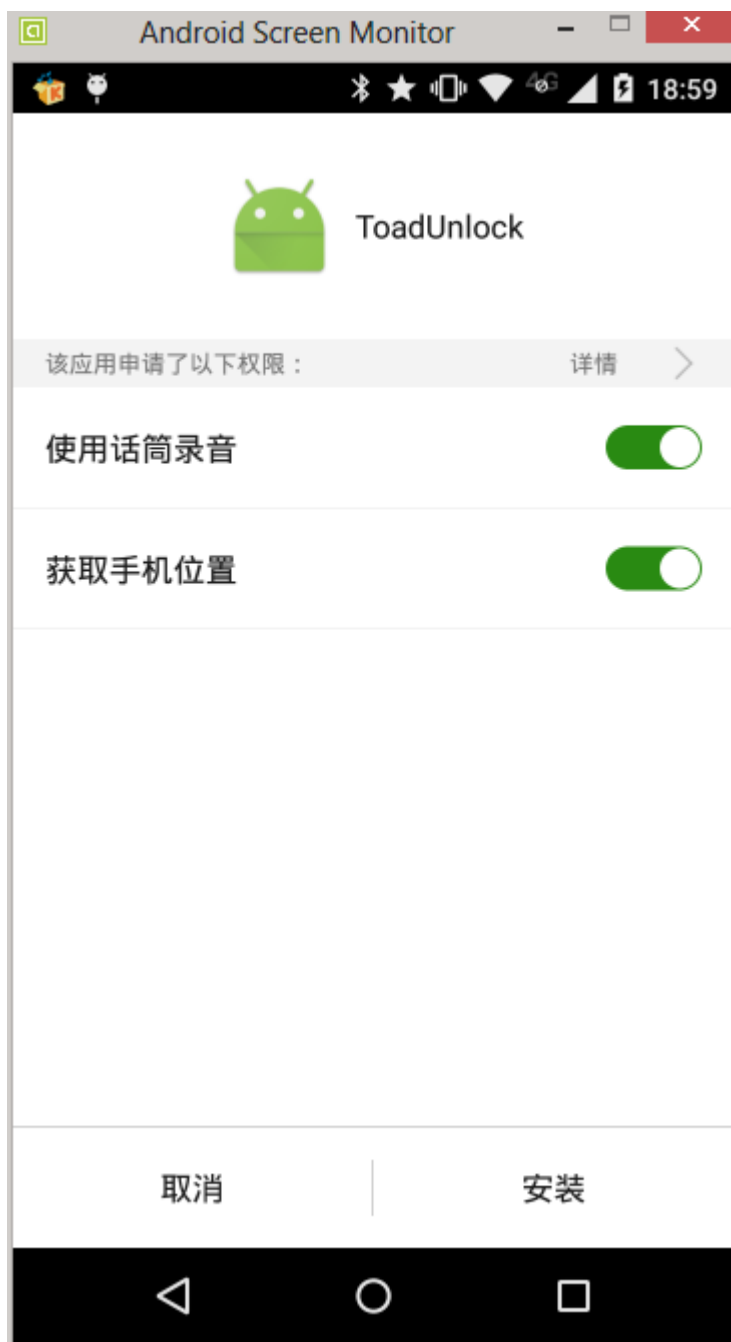 Android Screen Monitor
4G 18:59
ToadUnlock
该应用申请了以下权限： 详情
使用话筒录音
获取手机位置
取消 安装